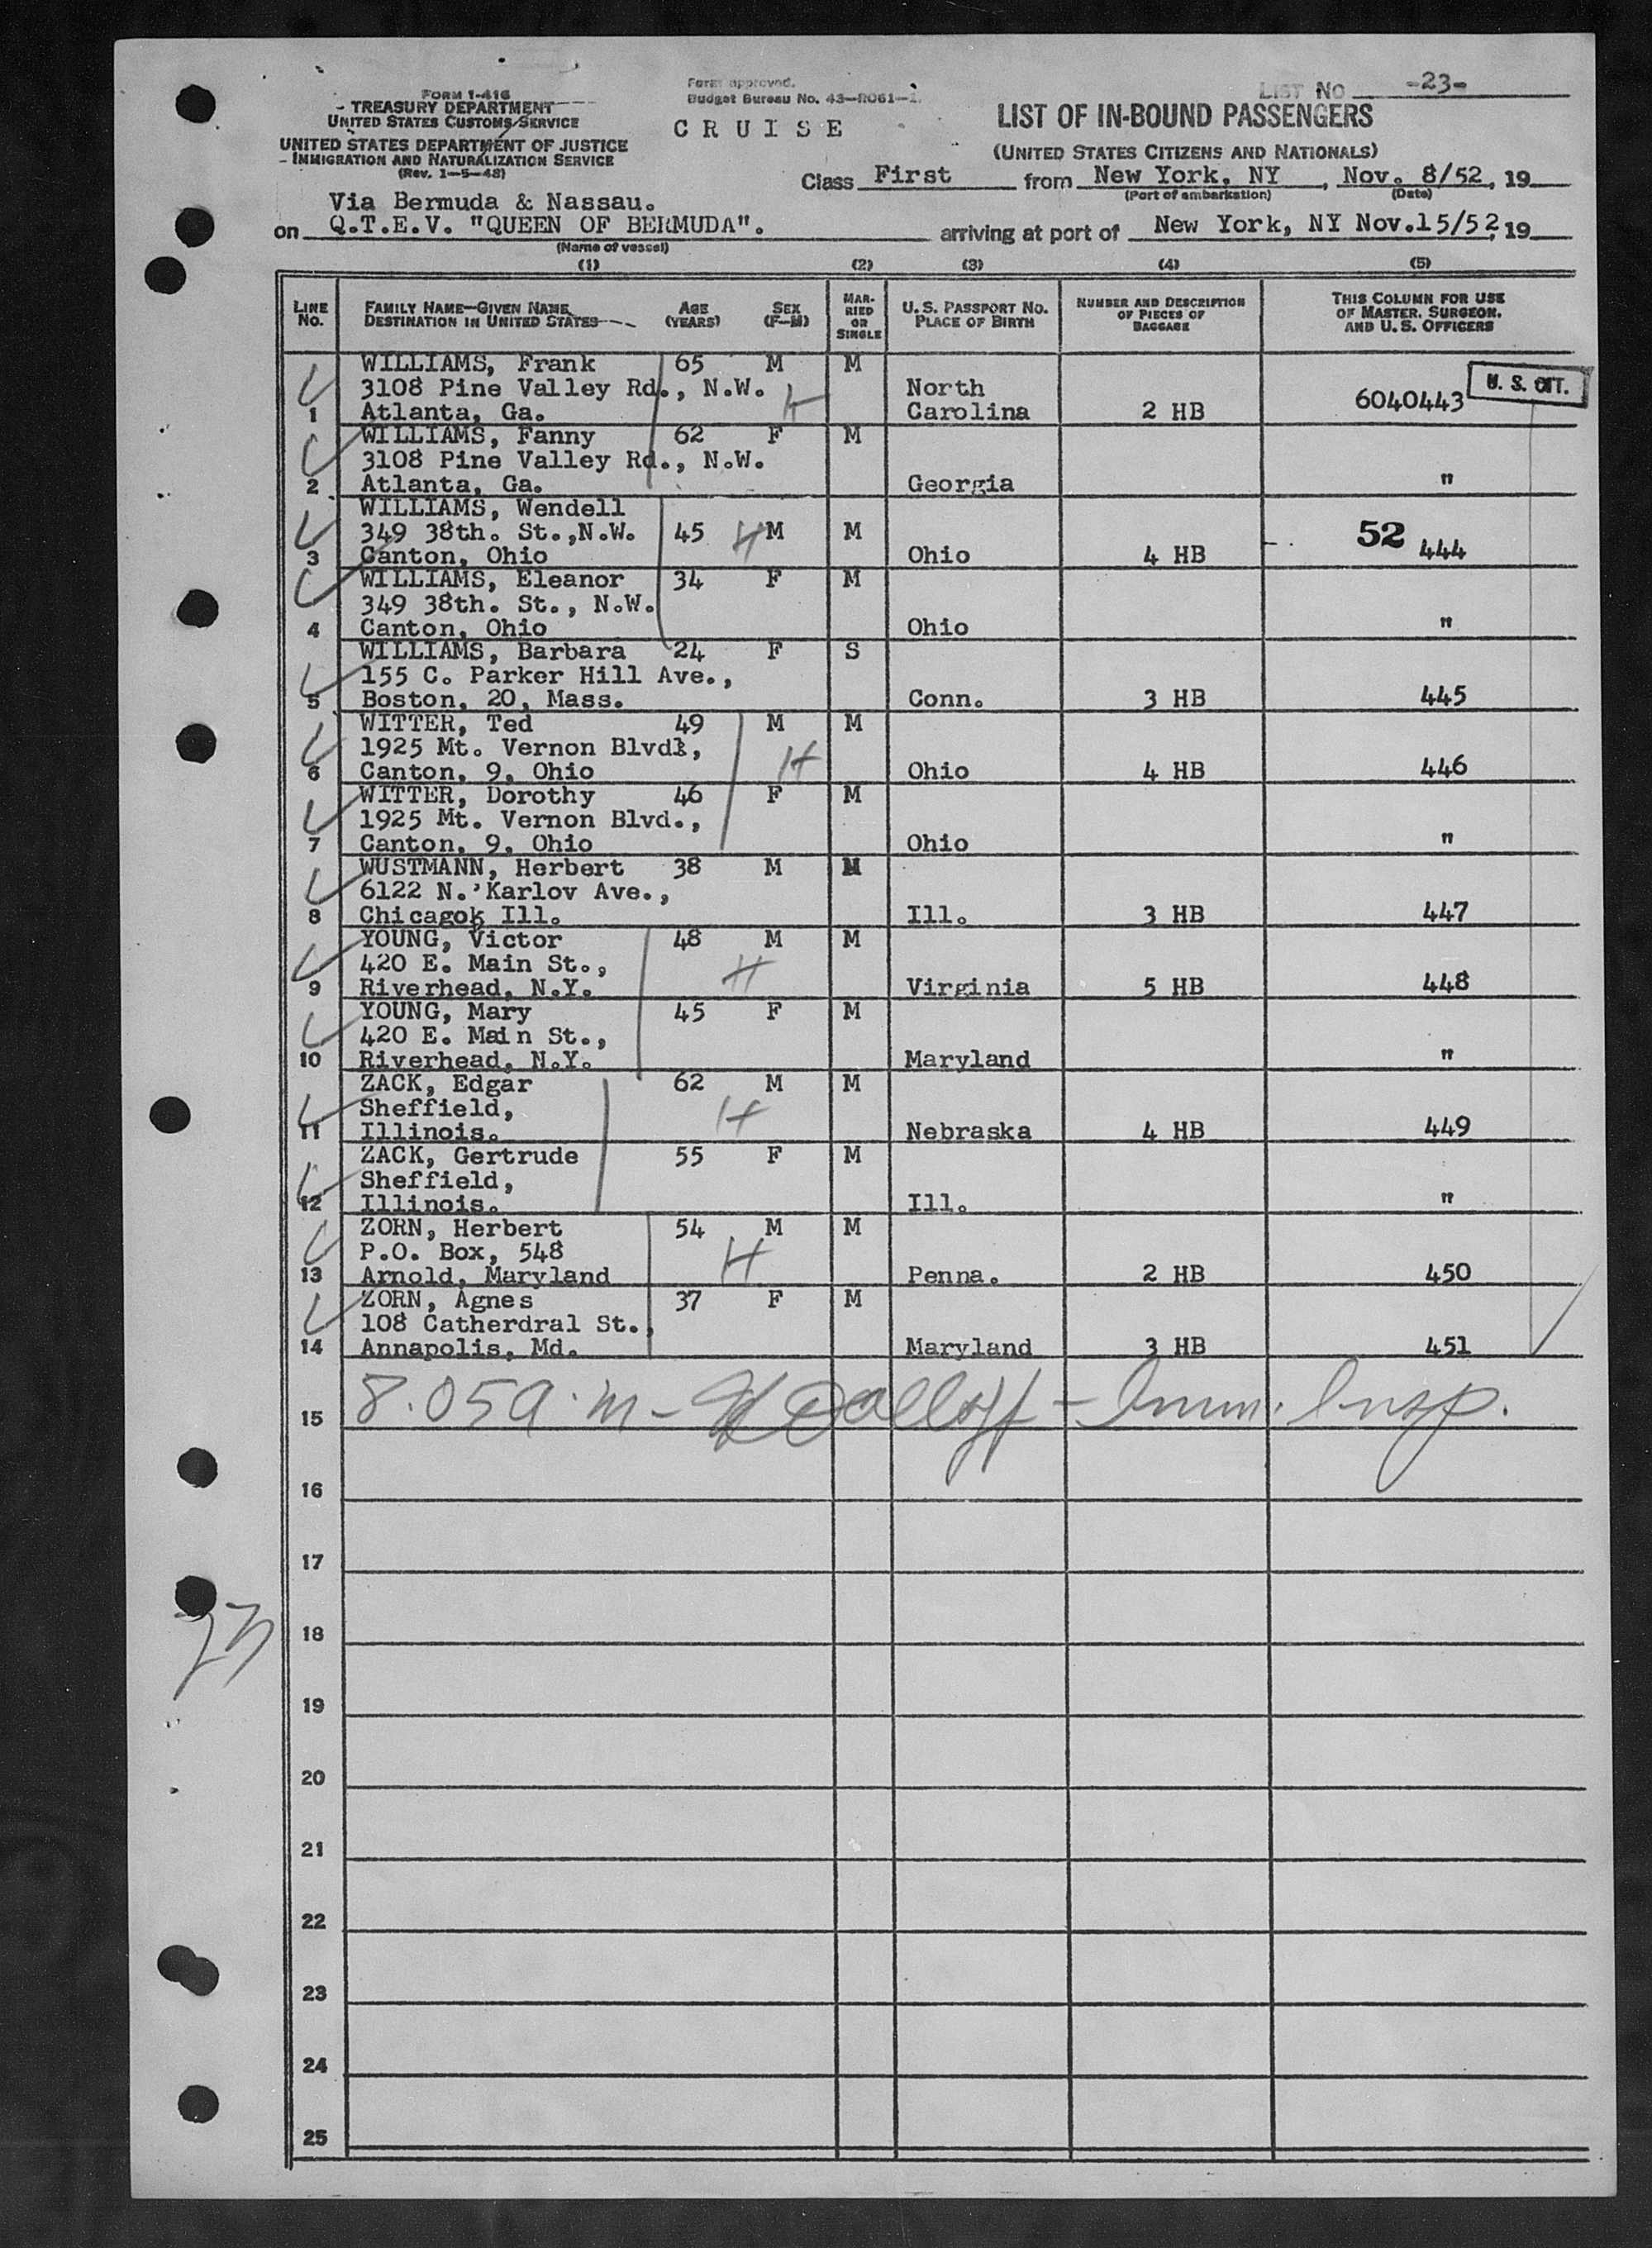 LIST No -23-
FORM 1-416
TREASURY DEPARTMENT
UNITED STATES CUSTOMS SERVICE
UNITED STATES DEPARTMENT OF JUSTICE
IMMIGRATION AND NATURALIZATION SERVICE
(Rev. 1-5-48)
Form approved.
Budget Bureau No. 43-R061-1.
CRUISE
LIST OF IN-BOUND PASSENGERS
(UNITED STATES CITIZENS AND NATIONALS)
Class First from New York, NY, Nov. 8/52, 19
(Port of embarkation) (Date)
Via Bermuda & Nassau.
on Q.T.E.V. "QUEEN OF BERMUDA". arriving at port of New York, NY Nov.15/52, 19
(Name of vessel)
(1) (2) (3) (4) (5)
LINE NO. FAMILY NAME—GIVEN NAME DESTINATION IN UNITED STATES AGE (YEARS) SEX (F—M) MARRIED OR SINGLE U. S. PASSPORT NO. PLACE OF BIRTH NUMBER AND DESCRIPTION OF PIECES OF BAGGAGE THIS COLUMN FOR USE OF MASTER, SURGEON, AND U. S. OFFICERS
WILLIAMS, Frank 65 M M
3108 Pine Valley Rd., N.W. H North U. S. CIT.
1 Atlanta, Ga. Carolina 2 HB 6040443
WILLIAMS, Fanny 62 F M
3108 Pine Valley Rd., N.W.
2 Atlanta, Ga. Georgia "
WILLIAMS, Wendell
349 38th. St.,N.W. 45 H M M 52
3 Canton, Ohio Ohio 4 HB 444
WILLIAMS, Eleanor 34 F M
349 38th. St., N.W.
4 Canton, Ohio Ohio "
WILLIAMS, Barbara 24 F S
155 C. Parker Hill Ave.,
5 Boston, 20, Mass. Conn. 3 HB 445
WITTER, Ted 49 M M
1925 Mt. Vernon Blvd., H
6 Canton, 9, Ohio Ohio 4 HB 446
WITTER, Dorothy 46 F M
1925 Mt. Vernon Blvd.,
7 Canton, 9, Ohio Ohio "
WUSTMANN, Herbert 38 M M
6122 N. Karlov Ave.,
8 Chicagok Ill. Ill. 3 HB 447
YOUNG, Victor 48 M M
420 E. Main St., H
9 Riverhead, N.Y. Virginia 5 HB 448
YOUNG, Mary 45 F M
420 E. Main St.,
10 Riverhead, N.Y. Maryland "
ZACK, Edgar 62 M M
Sheffield, H
11 Illinois. Nebraska 4 HB 449
ZACK, Gertrude 55 F M
Sheffield,
12 Illinois. Ill. "
ZORN, Herbert 54 M M
P.O. Box, 548 H
13 Arnold, Maryland Penna. 2 HB 450
ZORN, Agnes 37 F M
108 Catherdral St.,
14 Annapolis, Md. Maryland 3 HB 451
15 8.05 a.m - - Imm. Insp.
16
17
18
23
19
20
21
22
23
24
25